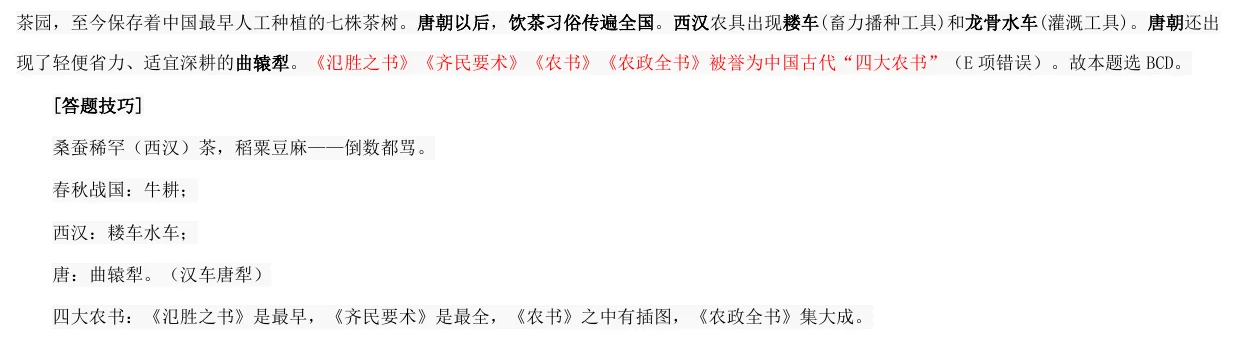 茶园，至今保存着中国最早人工种植的七株茶树。唐朝以后，饮茶习俗传遍全国。西汉农具出现耧车(畜力播种工具)和龙骨水车(灌溉工具)。唐朝还出
现了轻便省力、适宜深耕的曲辕犁。《氾胜之书》《齐民要术》《农书》《农政全书》被誉为中国古代“四大农书”（E 项错误）。故本题选 BCD。
[答题技巧]
桑蚕稀罕（西汉）茶，稻粟豆麻——倒数都骂。
春秋战国：牛耕；
西汉：耧车水车；
唐：曲辕犁。（汉车唐犁）
四大农书：《氾胜之书》是最早，《齐民要术》是最全，《农书》之中有插图，《农政全书》集大成。